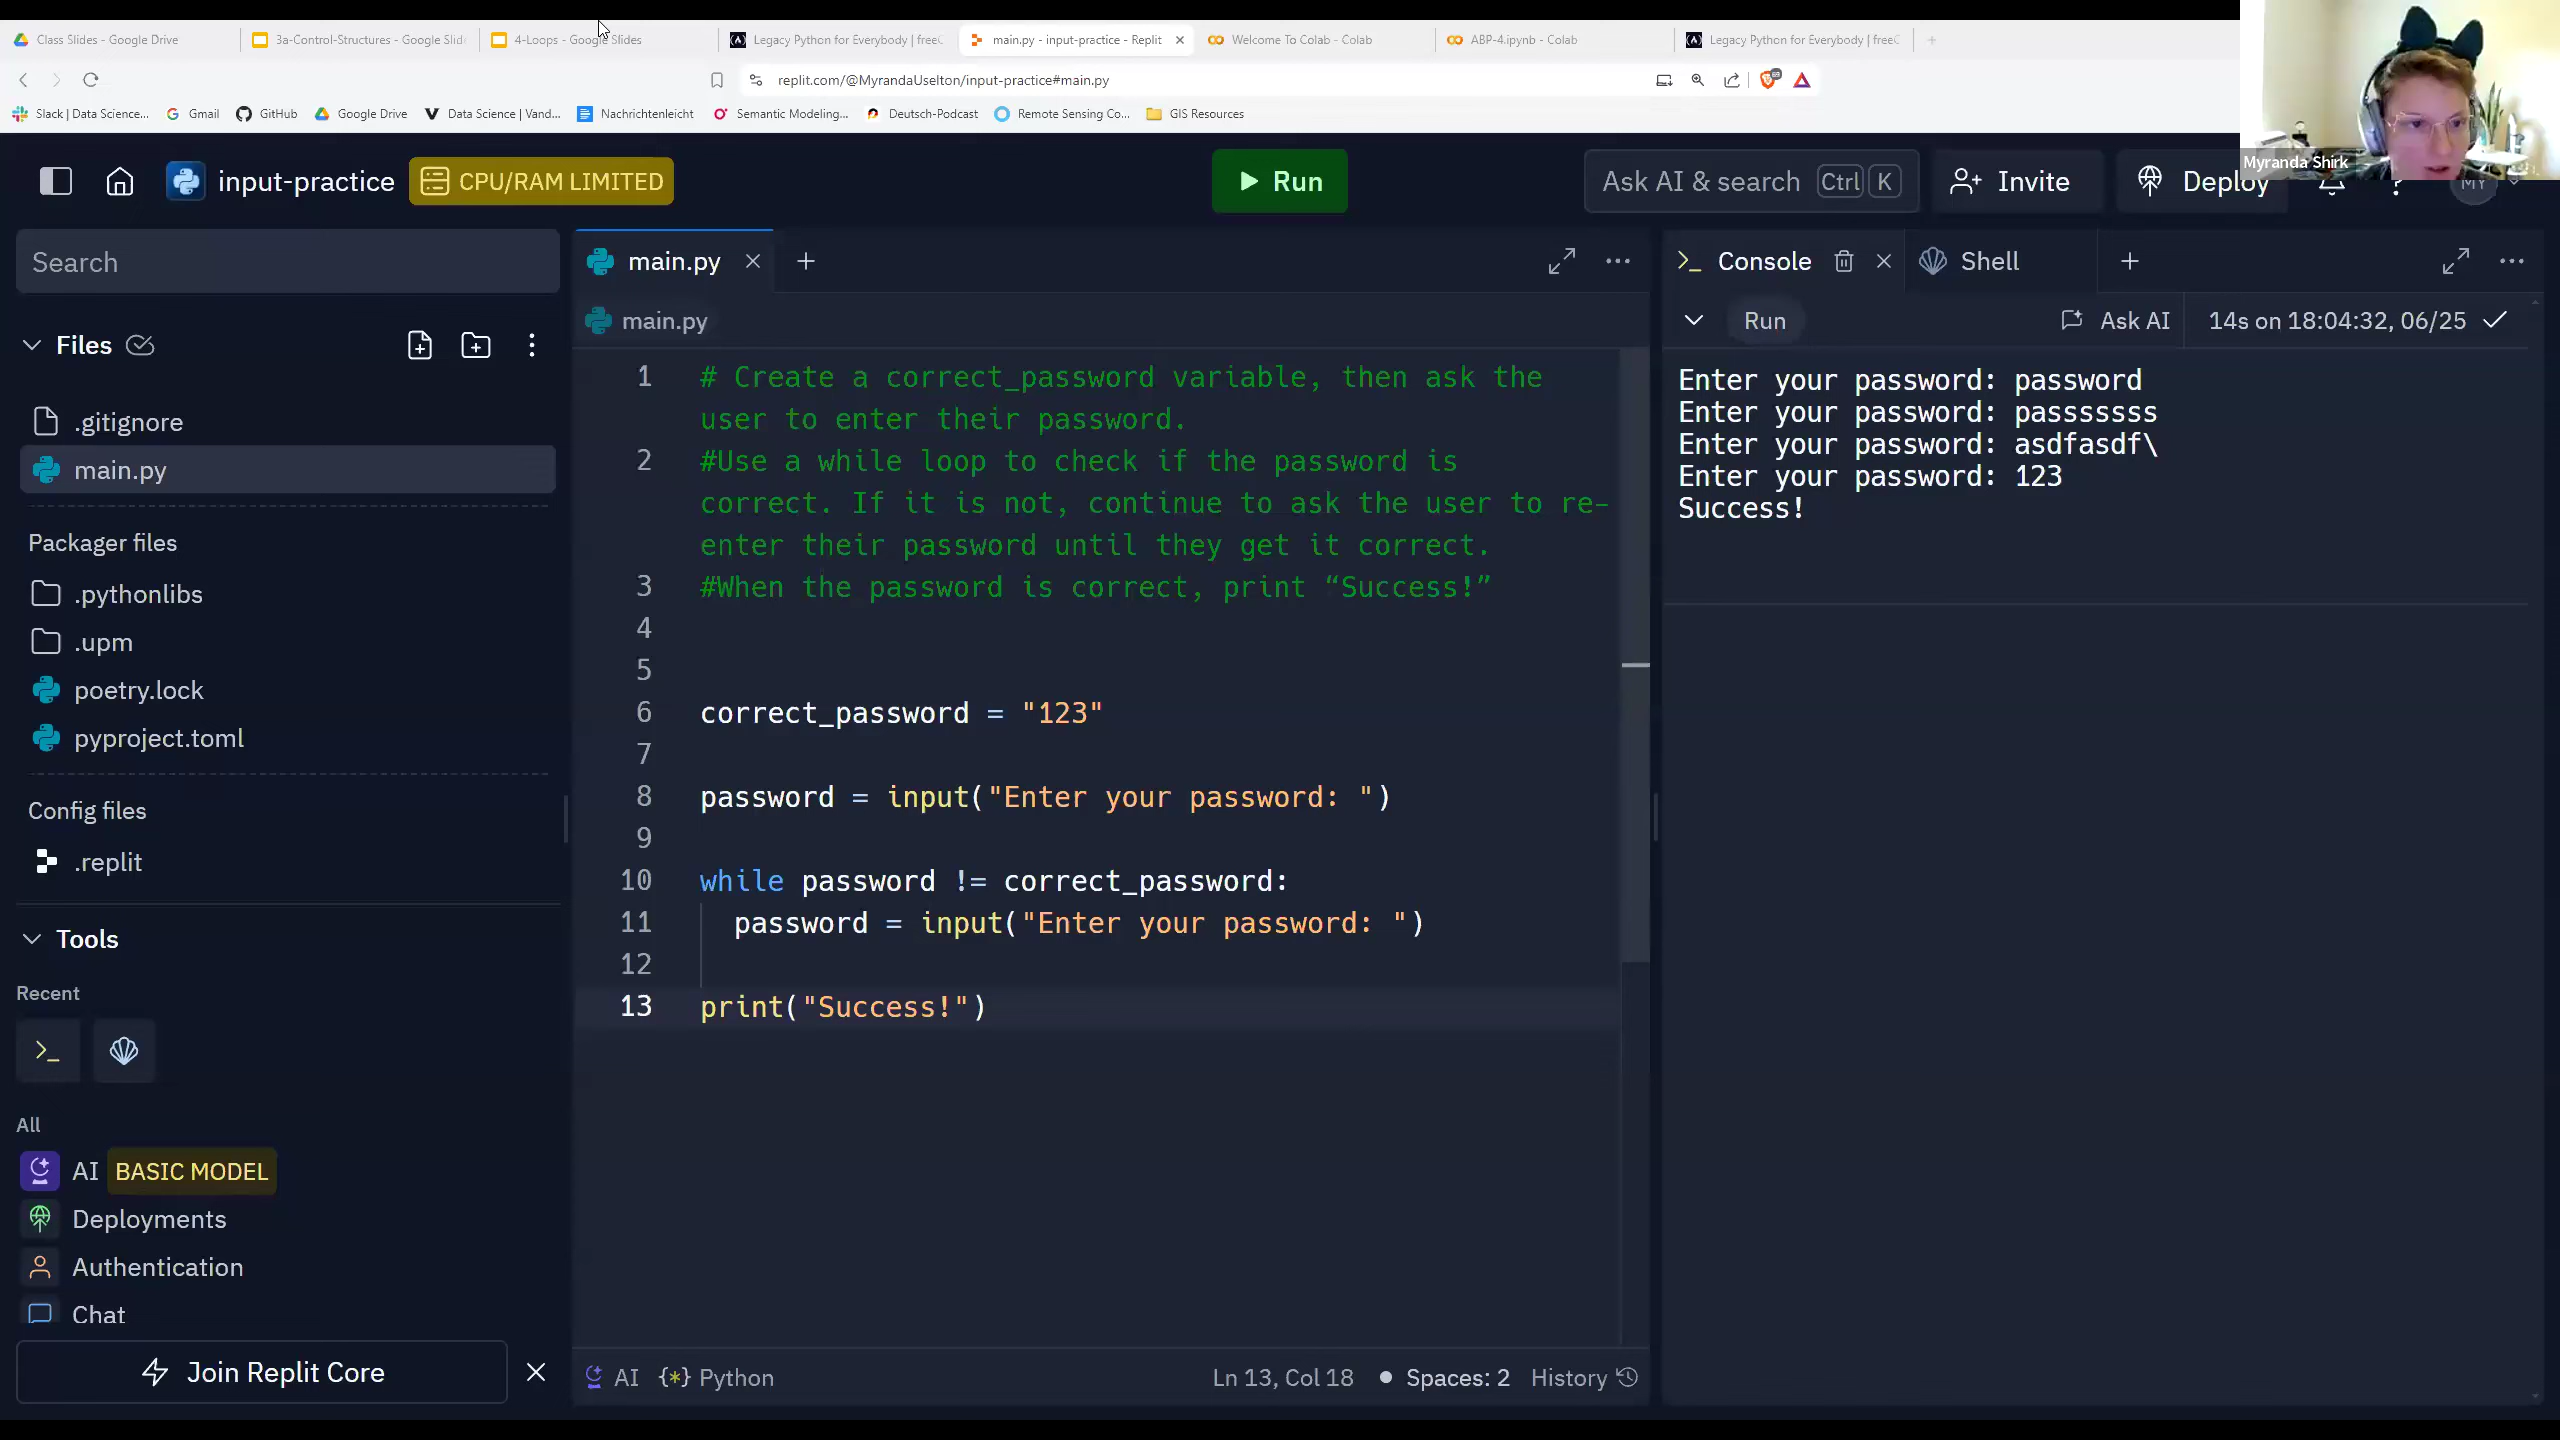 Class Slides - Google Drive
3a-Control-Structures - Google Slid
4-Loops - Google Slides
Legacy Python for Everybody | freeC
main.py - input-practice - Replit
Welcome To Colab - Colab
ABP-4.ipynb - Colab
Legacy Python for Everybody | freeC
replit.com/@MyrandaUselton/input-practice#main.py
69
Slack | Data Science...
Gmail
GitHub
Google Drive
Data Science | Vand...
Nachrichtenleicht
Semantic Modeling...
Deutsch-Podcast
Remote Sensing Co...
GIS Resources
Myranda Shirk
input-practice
CPU/RAM LIMITED
Run
Ask AI & search Ctrl K
Invite
Deploy
MY
Search
Files
.gitignore
main.py
Packager files
.pythonlibs
.upm
poetry.lock
pyproject.toml
Config files
.replit
Tools
Recent
All
AI BASIC MODEL
Deployments
Authentication
Chat
Join Replit Core
main.py
main.py
1 # Create a correct_password variable, then ask the
user to enter their password.
2 #Use a while loop to check if the password is
correct. If it is not, continue to ask the user to re-
enter their password until they get it correct.
3 #When the password is correct, print “Success!”
4
5
6 correct_password = "123"
7
8 password = input("Enter your password: ")
9
10 while password != correct_password:
11 password = input("Enter your password: ")
12
13 print("Success!")
AI
{*} Python
Ln 13, Col 18
Spaces: 2
History
Console
Shell
Run
Ask AI
14s on 18:04:32, 06/25
Enter your password: password
Enter your password: passsssss
Enter your password: asdfasdf\
Enter your password: 123
Success!